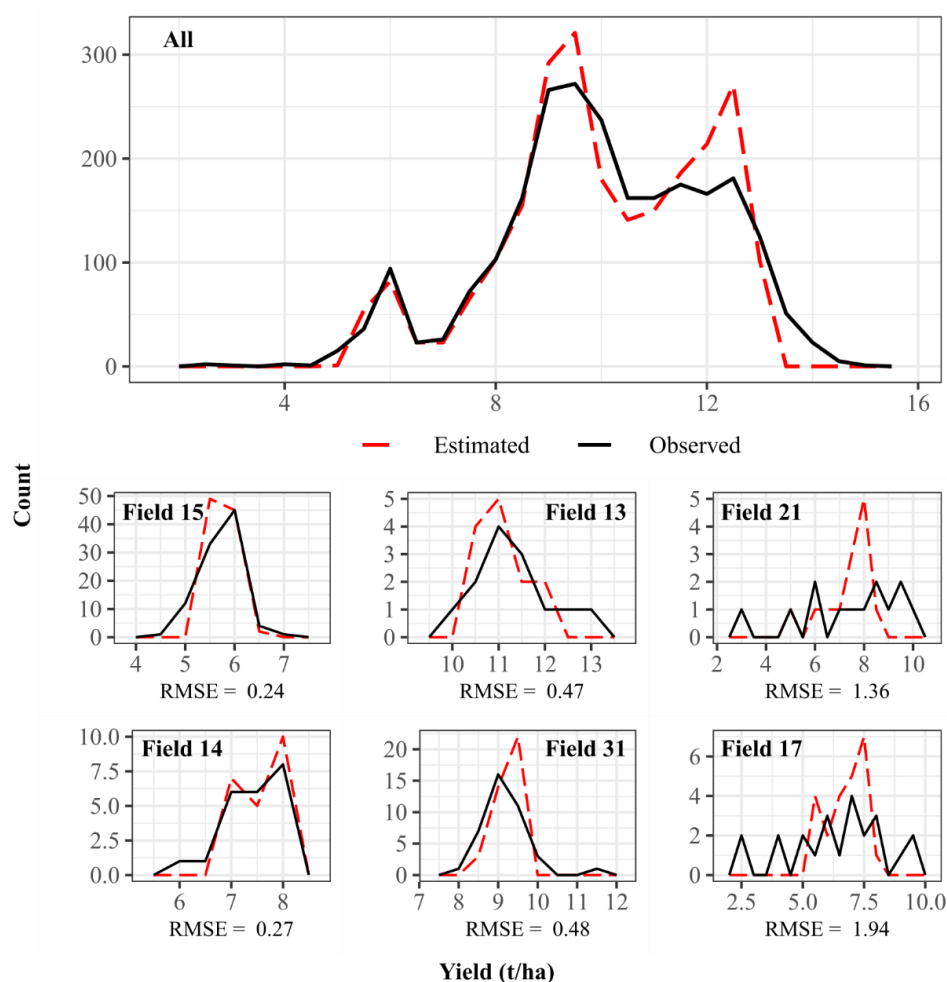 All
300
200
100
0
4 8 12 16
Estimated Observed
Count
50
40
30
20
10
0
Field 15
4 5 6 7
RMSE = 0.24
5
4
3
2
1
0
Field 13
10 11 12 13
RMSE = 0.47
5
4
3
2
1
0
Field 21
2 4 6 8 10
RMSE = 1.36
10.0
7.5
5.0
2.5
0.0
Field 14
6 7 8
RMSE = 0.27
20
15
10
5
0
Field 31
7 8 9 10 11 12
RMSE = 0.48
6
4
2
0
Field 17
2.5 5.0 7.5 10.0
RMSE = 1.94
Yield (t/ha)